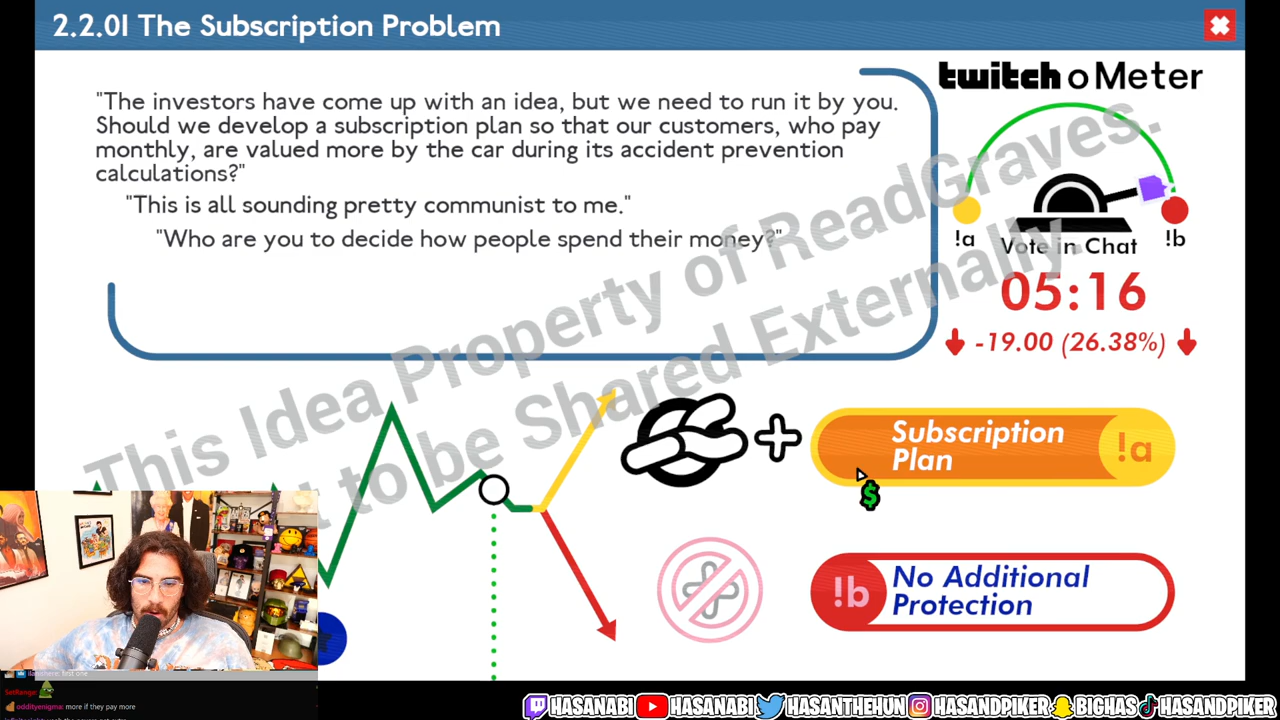 2.2.01 The Subscription Problem
"The investors have come up with an idea, but we need to run it by you.
Should we develop a subscription plan so that our customers, who pay
monthly, are valued more by the car during its accident prevention
calculations?"
"This is all sounding pretty communist to me."
"Who are you to decide how people spend their money?"
twitch o Meter
!a
Vote in Chat
!b
05:16
-19.00 (26.38%)
This Idea Property of ReadGraves.
to be Shared Externally.
Subscription
Plan
!a
$
!b
No Additional
Protection
first one
SetRange:
oddityenigma: more if they pay more
HASANABI
HASANABI
HASANTHEHUN
HASANDPIKER
BIGHAS
HASANDPIKER